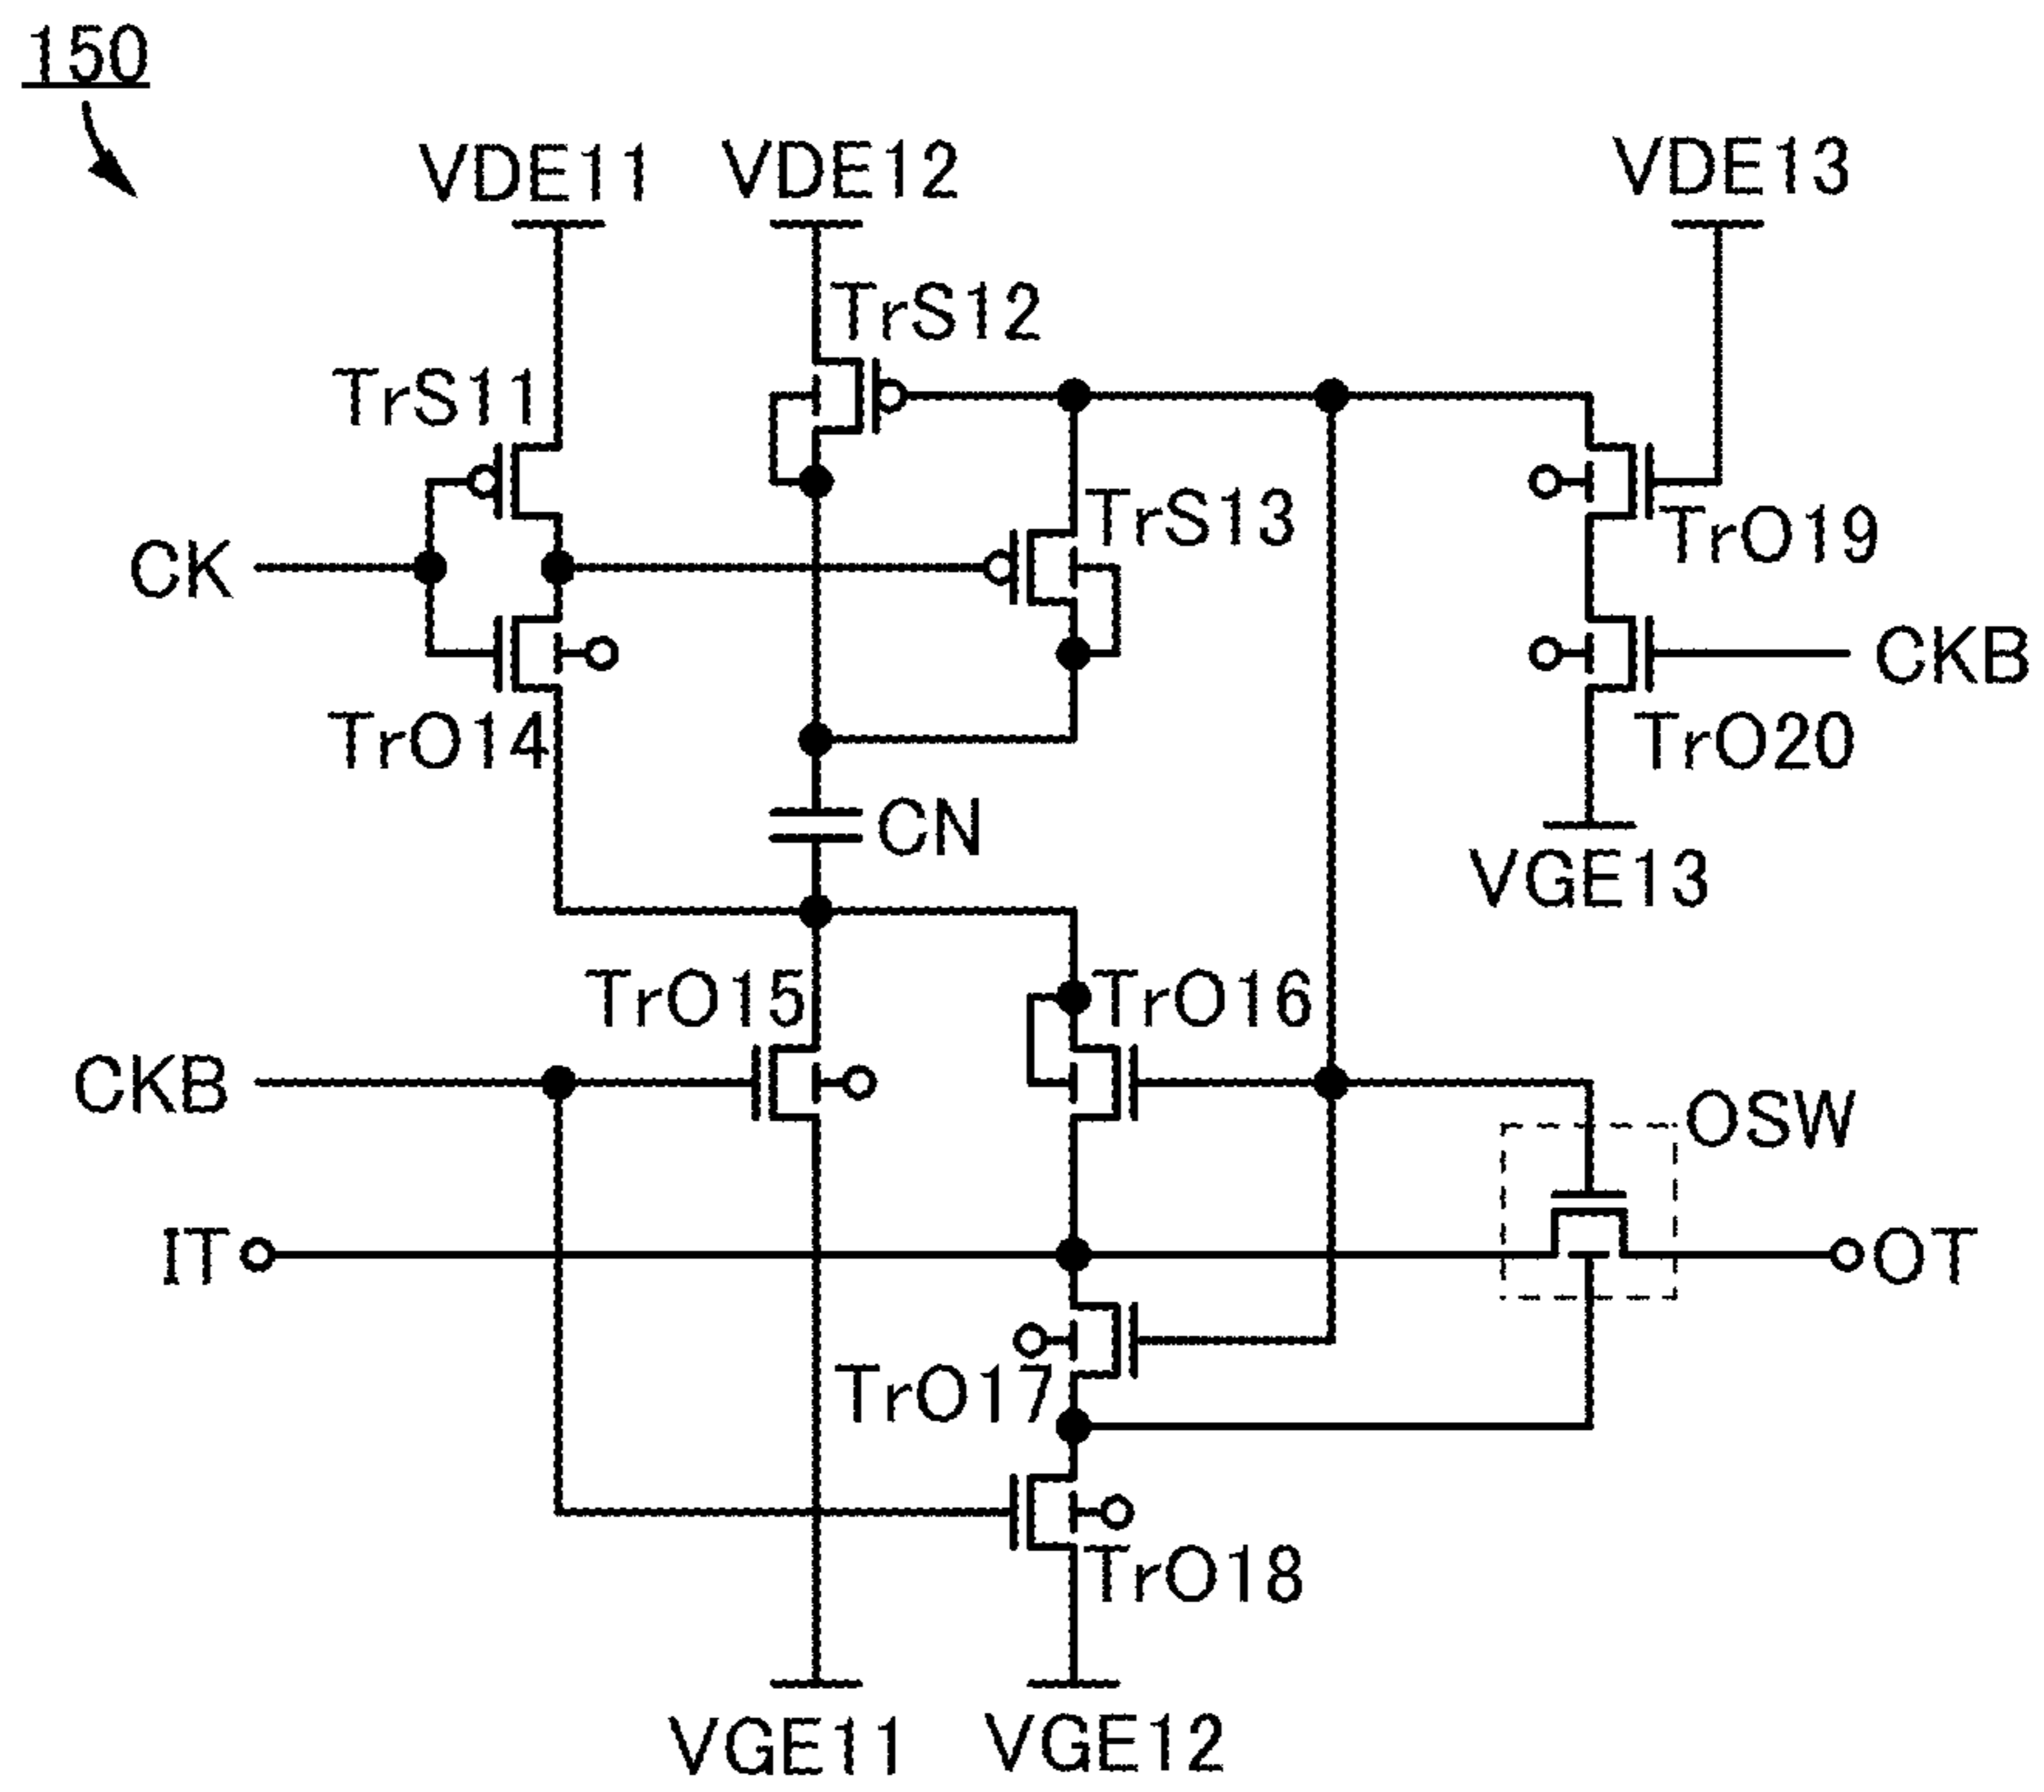 150
VDE11
VDE12
VDE13
TrS12
TrS11
TrS13
TrO19
CK
CKB
TrO14
TrO20
CN
VGE13
TrO15
TrO16
CKB
OSW
IT
OT
TrO17
TrO18
VGE11
VGE12